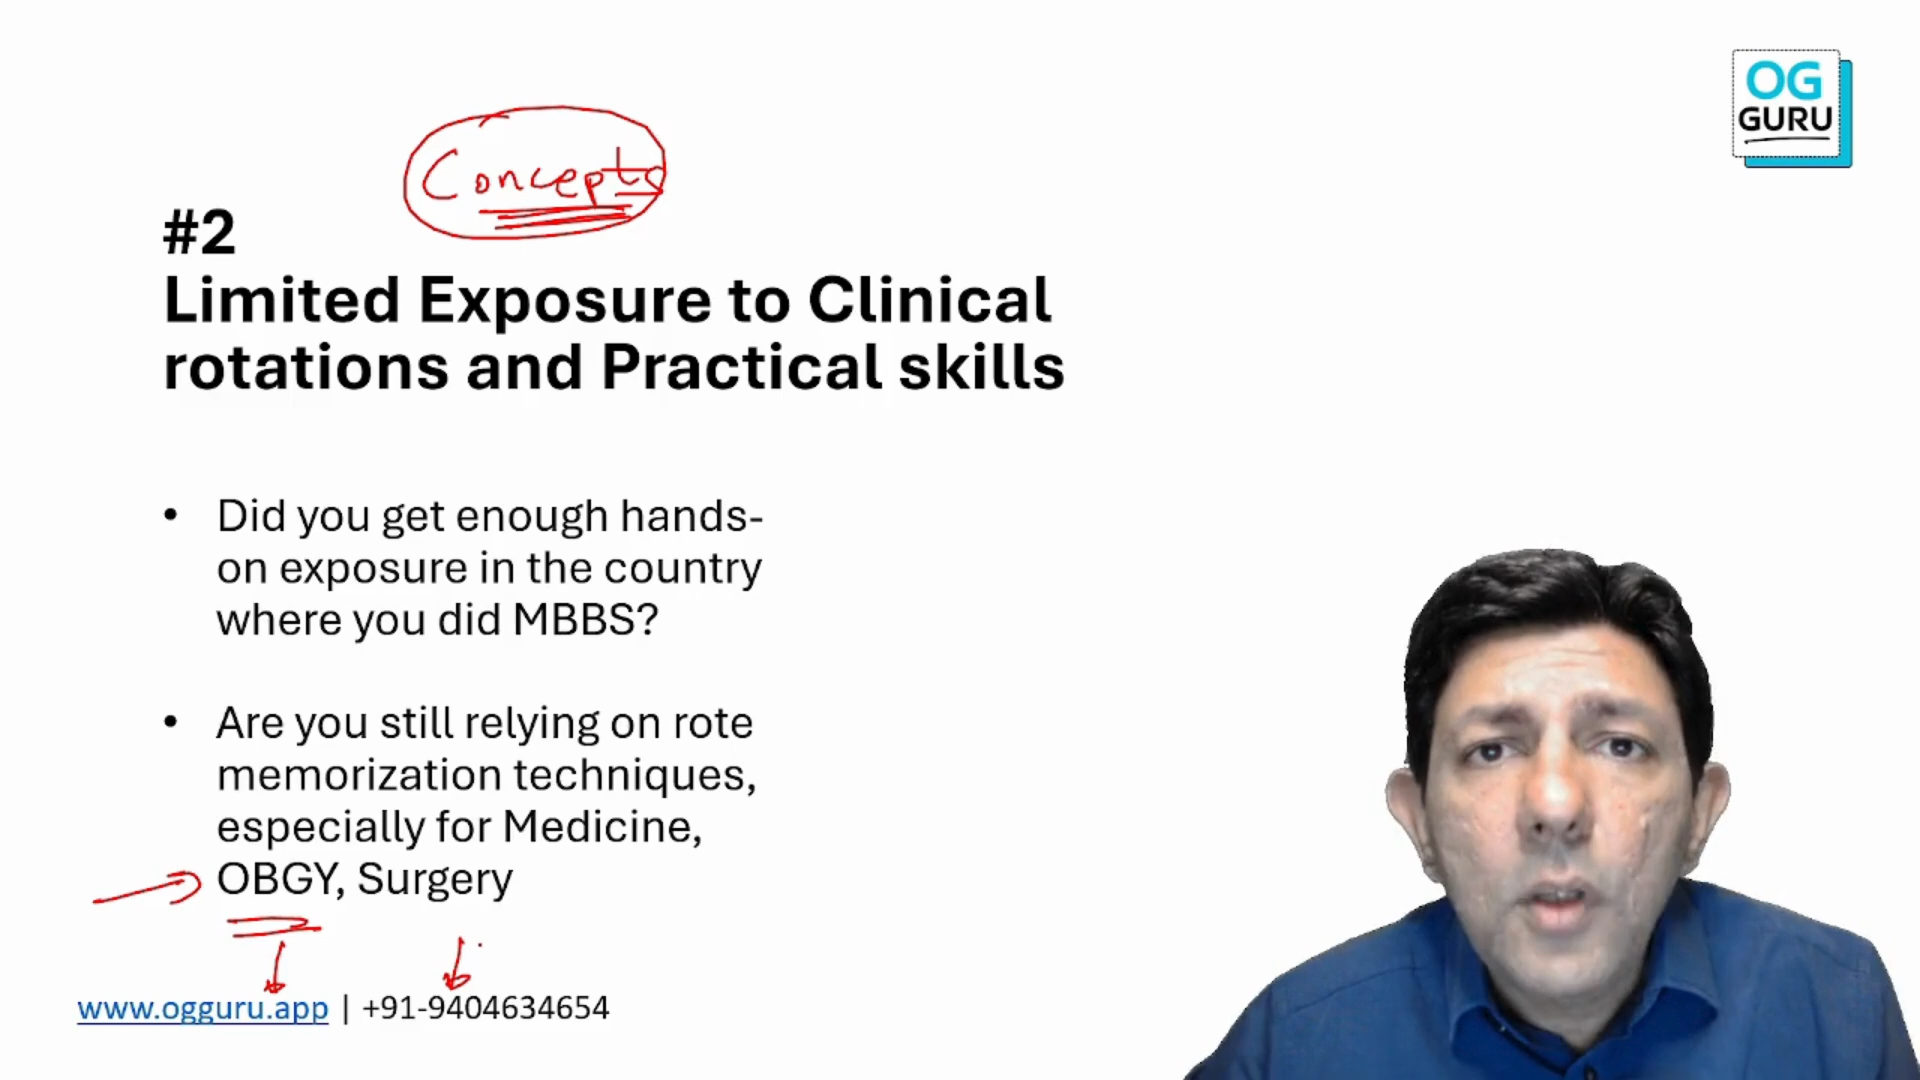 OG
GURU
Concepts
#2
Limited Exposure to Clinical
rotations and Practical skills
• Did you get enough hands-
on exposure in the country
where you did MBBS?
• Are you still relying on rote
memorization techniques,
especially for Medicine,
OBGY, Surgery
www.ogguru.app | +91-9404634654